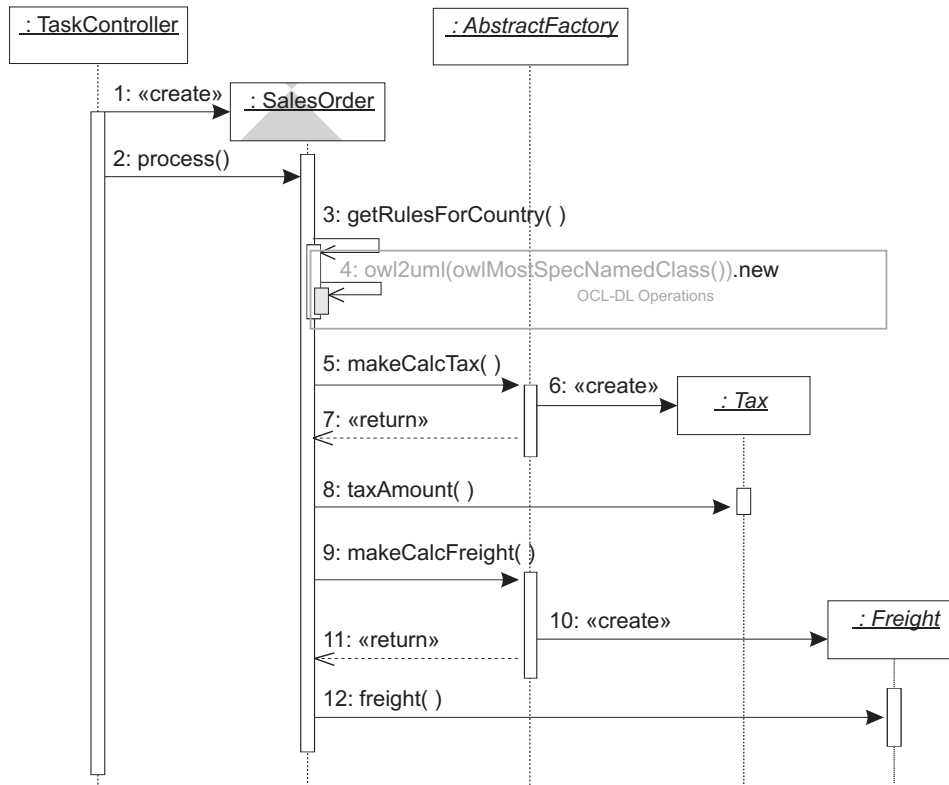 : TaskController
: AbstractFactory
1: «create»
: SalesOrder
2: process()
3: getRulesForCountry( )
4: owl2uml(owlMostSpecNamedClass()).new
OCL-DL Operations
5: makeCalcTax( )
6: «create»
: Tax
7: «return»
8: taxAmount( )
9: makeCalcFreight( )
10: «create»
: Freight
11: «return»
12: freight( )